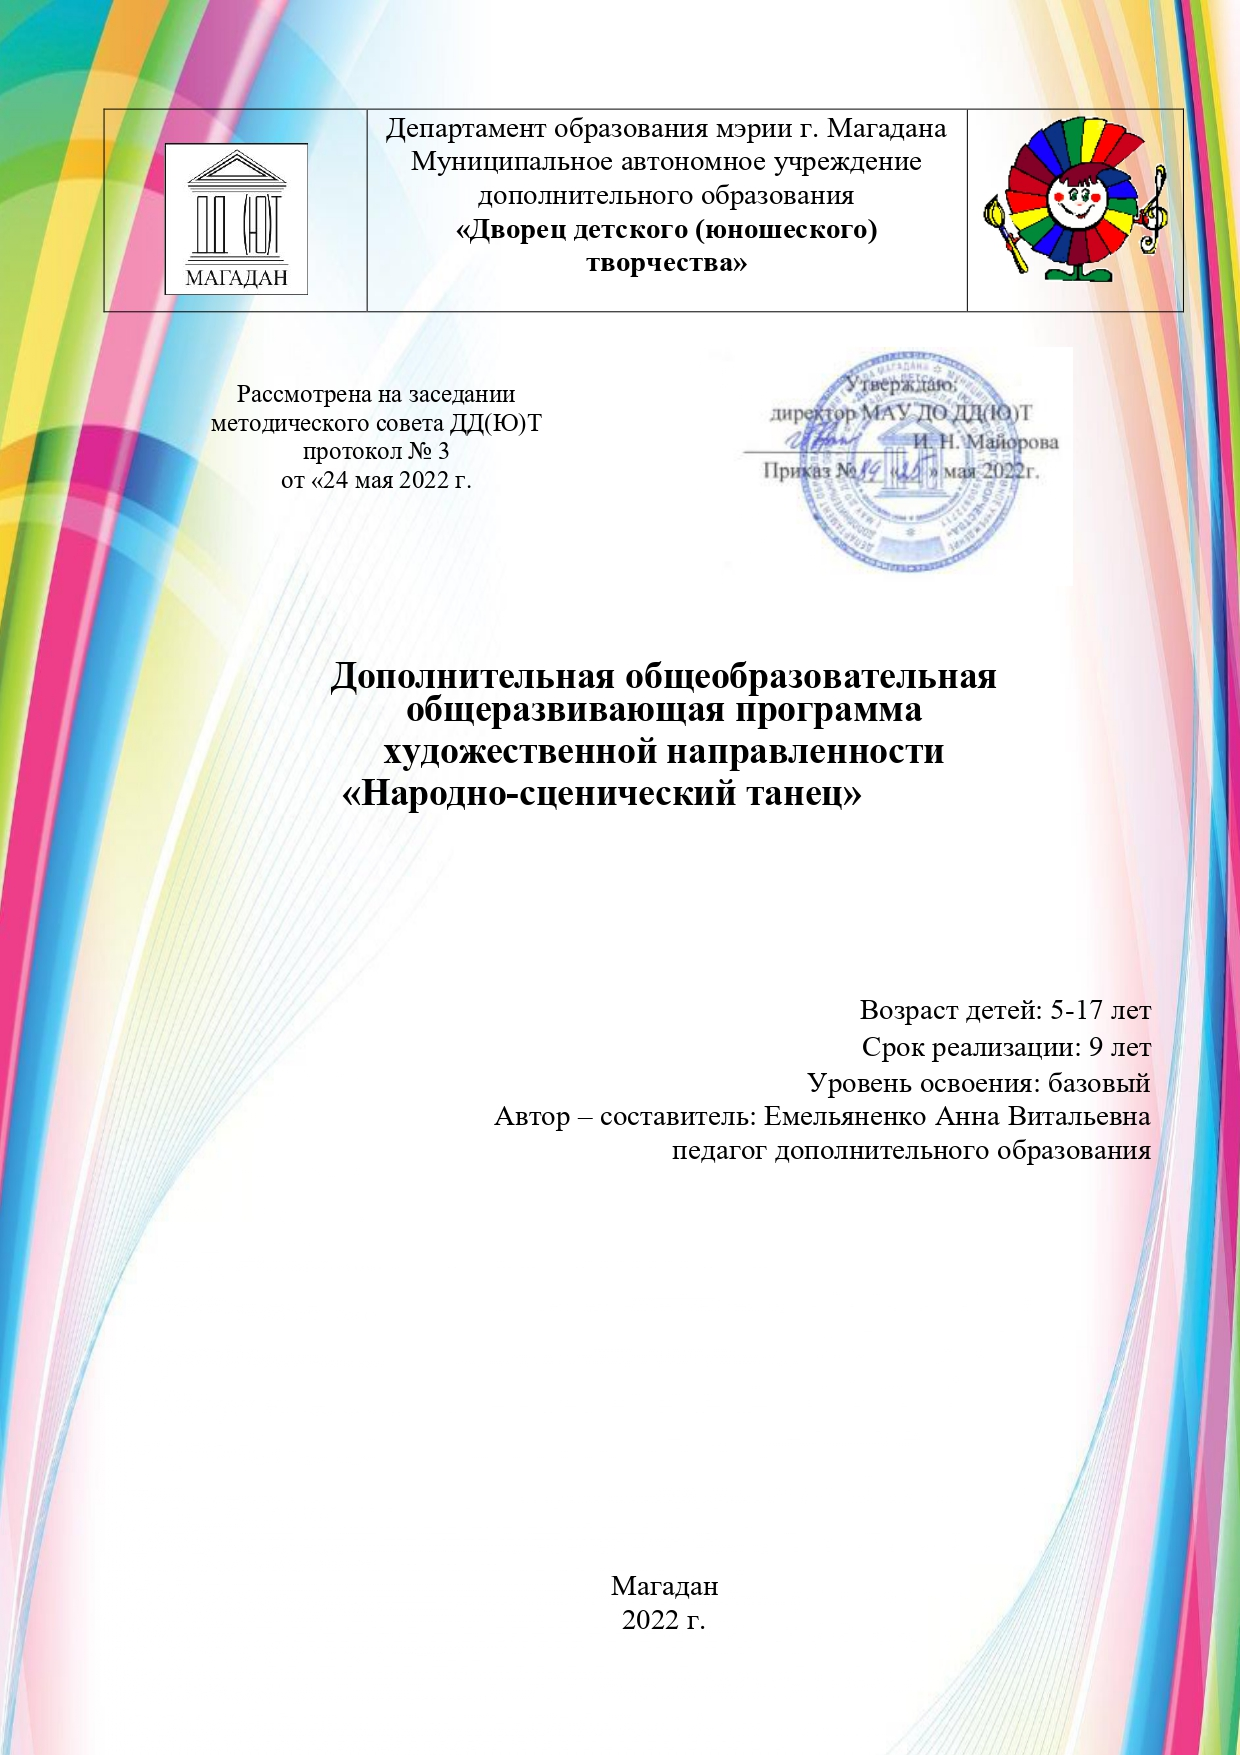 МАГАДАН
Департамент образования мэрии г. Магадана
Муниципальное автономное учреждение
дополнительного образования
«Дворец детского (юношеского)
творчества»
Рассмотрена на заседании
методического совета ДД(Ю)Т
протокол № 3
от «24 мая 2022 г.
Утверждаю:
директор МАУ ДО ДД(Ю)Т
И. Н. Майорова
Приказ № «25» мая 2022г.
Дополнительная общеобразовательная
общеразвивающая программа
художественной направленности
«Народно-сценический танец»
Возраст детей: 5-17 лет
Срок реализации: 9 лет
Уровень освоения: базовый
Автор – составитель: Емельяненко Анна Витальевна
педагог дополнительного образования
Магадан
2022 г.